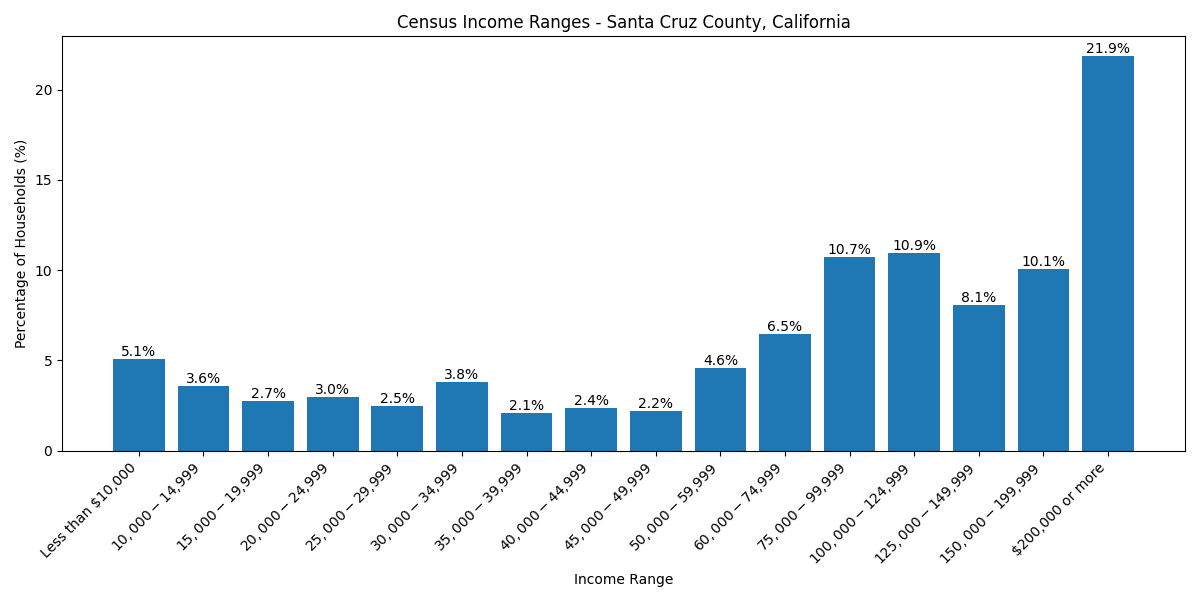 Census Income Ranges - Santa Cruz County, California
Percentage of Households (%)
20
15
10
5
0
5.1%
3.6%
2.7%
3.0%
2.5%
3.8%
2.1%
2.4%
2.2%
4.6%
6.5%
10.7%
10.9%
8.1%
10.1%
21.9%
Less than $10,000
10,000 − 14,999
15,000 − 19,999
20,000 − 24,999
25,000 − 29,999
30,000 − 34,999
35,000 − 39,999
40,000 − 44,999
45,000 − 49,999
50,000 − 59,999
60,000 − 74,999
75,000 − 99,999
100,000 − 124,999
125,000 − 149,999
150,000 − 199,999
$200,000 or more
Income Range